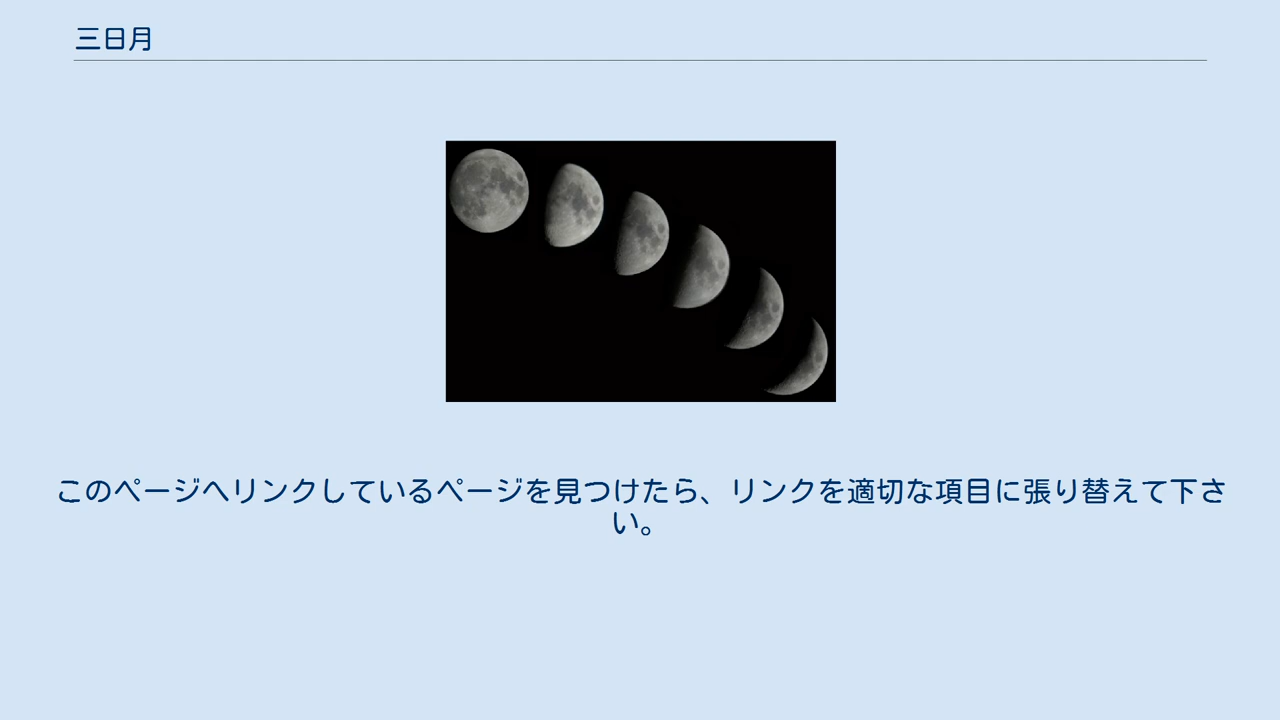 三日月
このページへリンクしているページを見つけたら、リンクを適切な項目に張り替えて下さ
い。